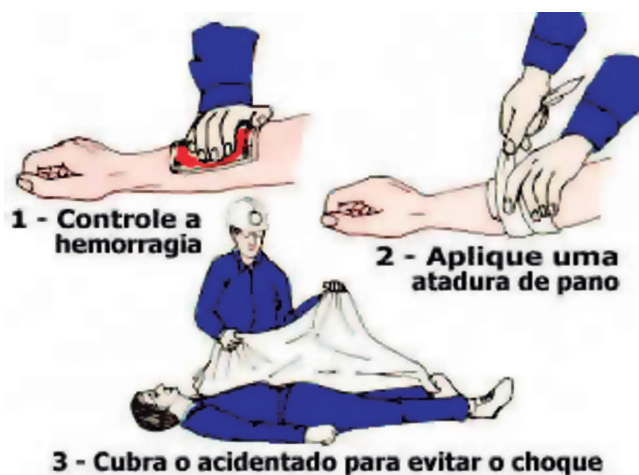 1 - Controle a
hemorragia
2 - Aplique uma
atadura de pano
3 - Cubra o acidentado para evitar o choque